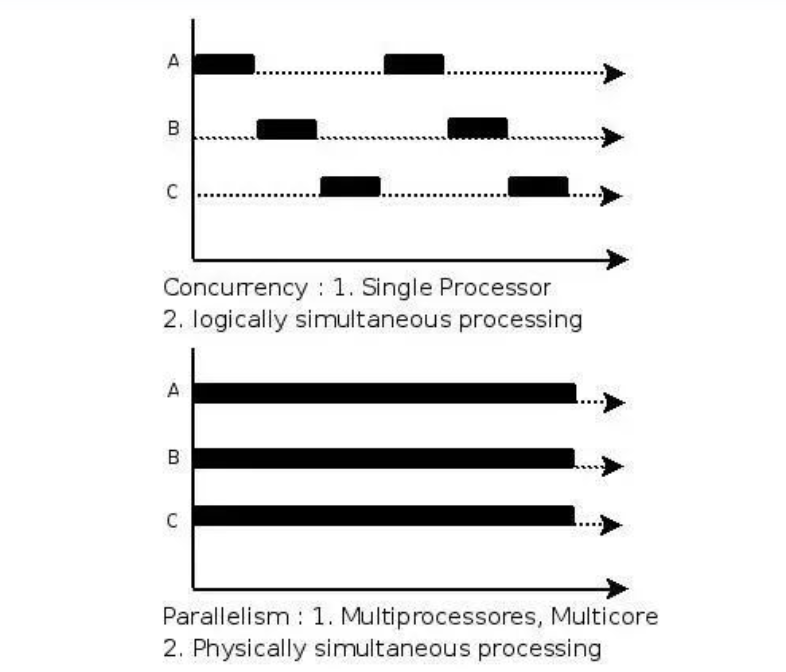 A
B
C
Concurrency : 1. Single Processor
2. logically simultaneous processing
A
B
C
Parallelism : 1. Multiprocessores, Multicore
2. Physically simultaneous processing